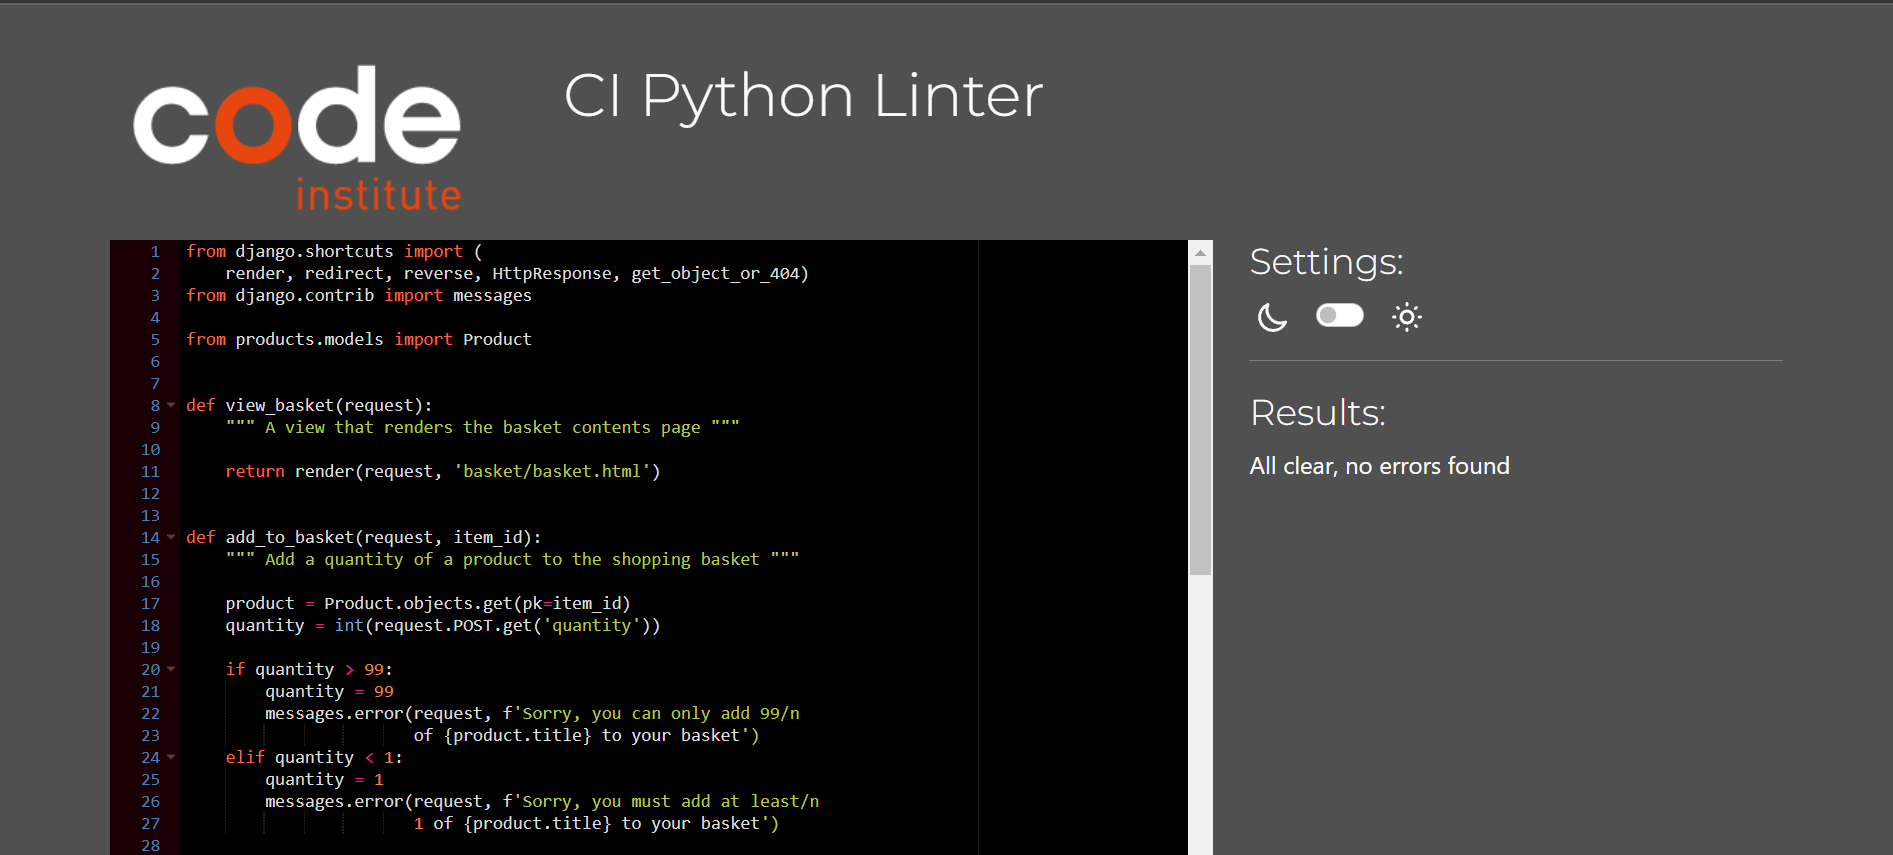 code
institute
CI Python Linter
1 from django.shortcuts import (
2     render, redirect, reverse, HttpResponse, get_object_or_404)
3 from django.contrib import messages
4
5 from products.models import Product
6
7
8 def view_basket(request):
9     """ A view that renders the basket contents page """
10
11     return render(request, 'basket/basket.html')
12
13
14 def add_to_basket(request, item_id):
15     """ Add a quantity of a product to the shopping basket """
16
17     product = Product.objects.get(pk=item_id)
18     quantity = int(request.POST.get('quantity'))
19
20     if quantity > 99:
21         quantity = 99
22         messages.error(request, f'Sorry, you can only add 99/n
23                        of {product.title} to your basket')
24     elif quantity < 1:
25         quantity = 1
26         messages.error(request, f'Sorry, you must add at least/n
27                        1 of {product.title} to your basket')
28
Settings:
Results:
All clear, no errors found